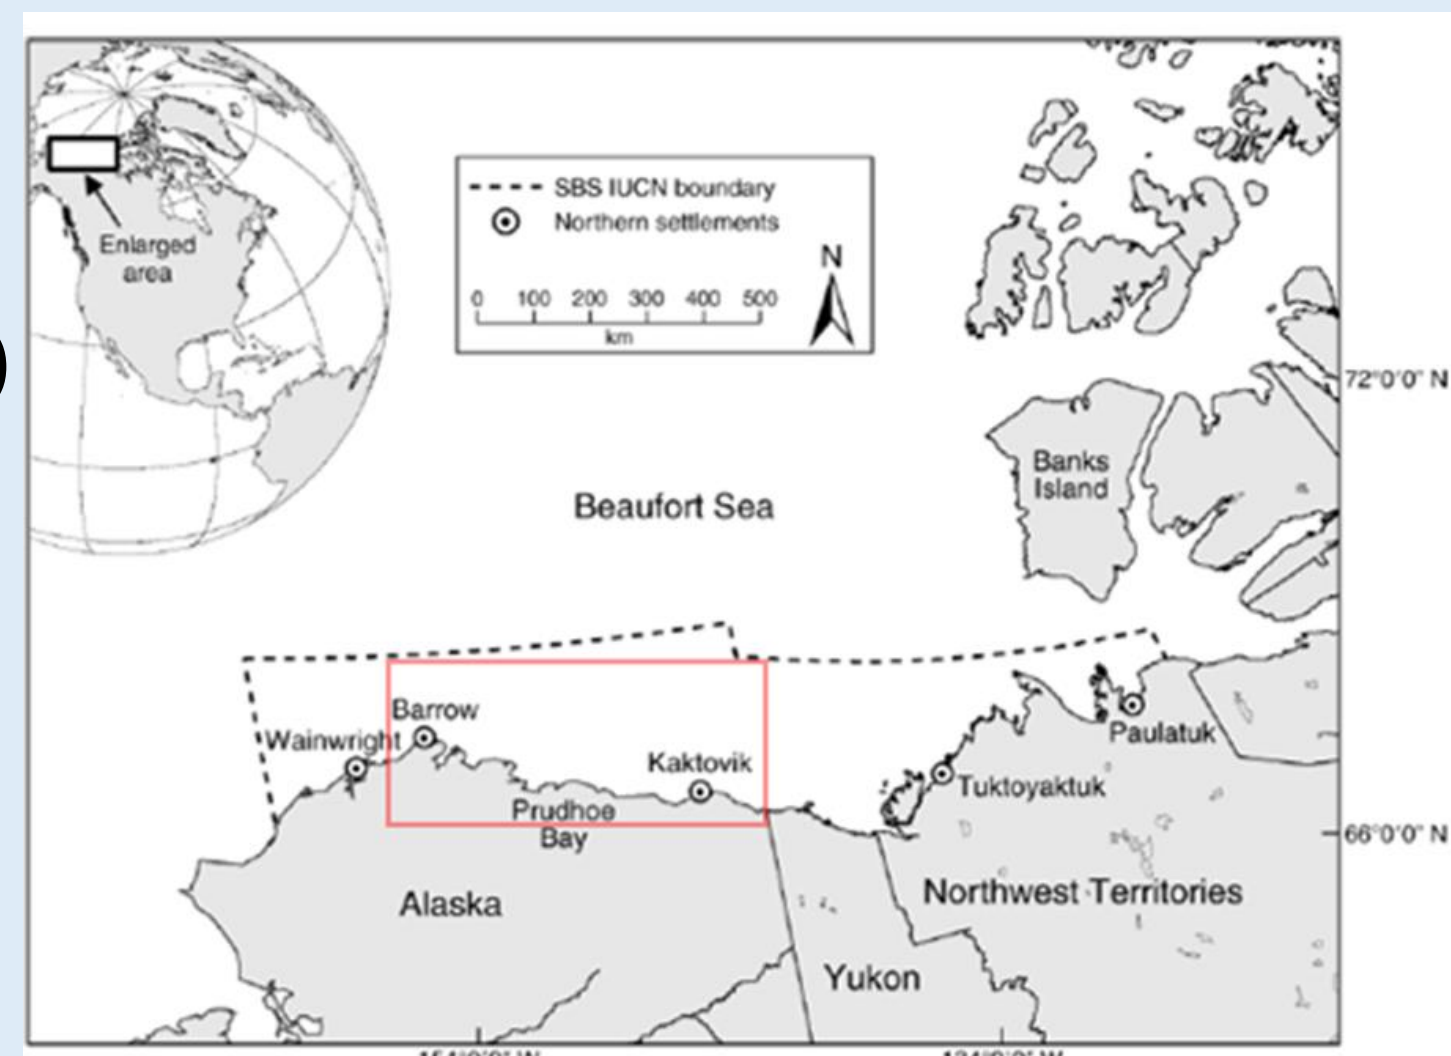 SBS IUCN boundary
Northern settlements
N
0 100 200 300 400 500
km
Enlarged
area
72°0'0" N
Banks
Island
Beaufort Sea
Barrow
Wainwright
Kaktovik
Paulatuk
Tuktoyaktuk
Prudhoe
Bay
66°0'0" N
Alaska
Northwest Territories
Yukon